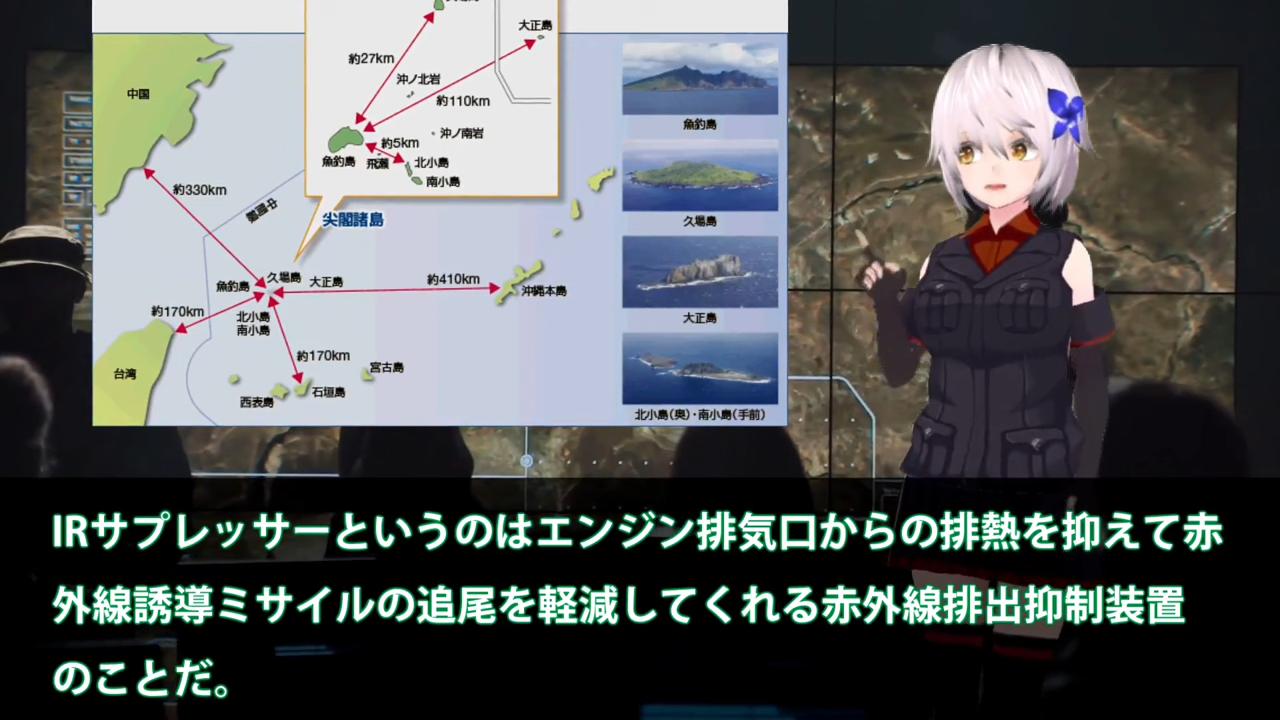 大正島
約27km
沖ノ北岩
約110km
沖ノ南岩
約5km
魚釣島
飛瀬
北小島
南小島
中国
約330km
中間線
尖閣諸島
魚釣島
久場島
大正島
約410km
沖縄本島
約170km
北小島
南小島
約170km
台湾
宮古島
石垣島
西表島
魚釣島
久場島
大正島
北小島(奥)・南小島(手前)
IRサプレッサーというのはエンジン排気口からの排熱を抑えて赤
外線誘導ミサイルの追尾を軽減してくれる赤外線排出抑制装置
のことだ。